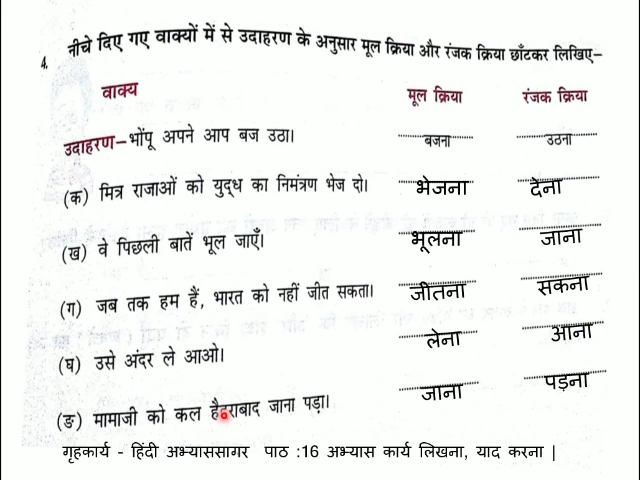 4. नीचे दिए गए वाक्यों में से उदाहरण के अनुसार मूल क्रिया और रंजक क्रिया छाँटकर लिखिए–
वाक्य मूल क्रिया रंजक क्रिया
उदाहरण–भोंपू अपने आप बज उठा। बजना उठना
(क) मित्र राजाओं को युद्ध का निमंत्रण भेज दो। भेजना देना
(ख) वे पिछली बातें भूल जाएँ। भूलना जाना
(ग) जब तक हम हैं, भारत को नहीं जीत सकता। जीतना सकना
(घ) उसे अंदर ले आओ। लेना आना
(ङ) मामाजी को कल हैदराबाद जाना पड़ा। जाना पड़ना
गृहकार्य - हिंदी अभ्याससागर पाठ :16 अभ्यास कार्य लिखना, याद करना |